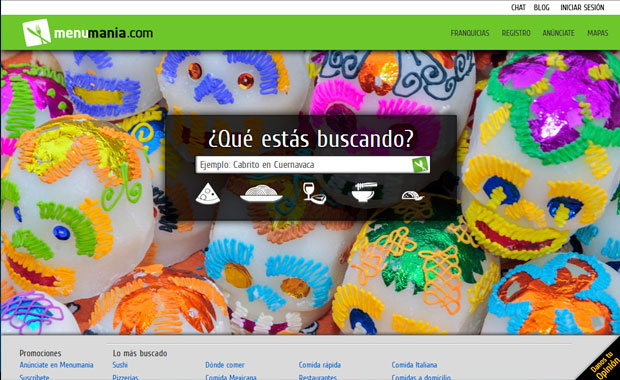 CHAT BLOG INICIAR SESIÓN
menumania.com
FRANQUICIAS REGISTRO ANÚNCIATE MAPAS
¿Qué estás buscando?
Ejemplo: Cabrito en Cuernavaca
Promociones
Anúnciate en Menumania
Suscríbete
Lo más buscado
Sushi Dónde comer Comida rápida Comida Italiana
Pizzerías Comida Mexicana Restaurantes Comidas a domicilio
Danos tu
Opinión